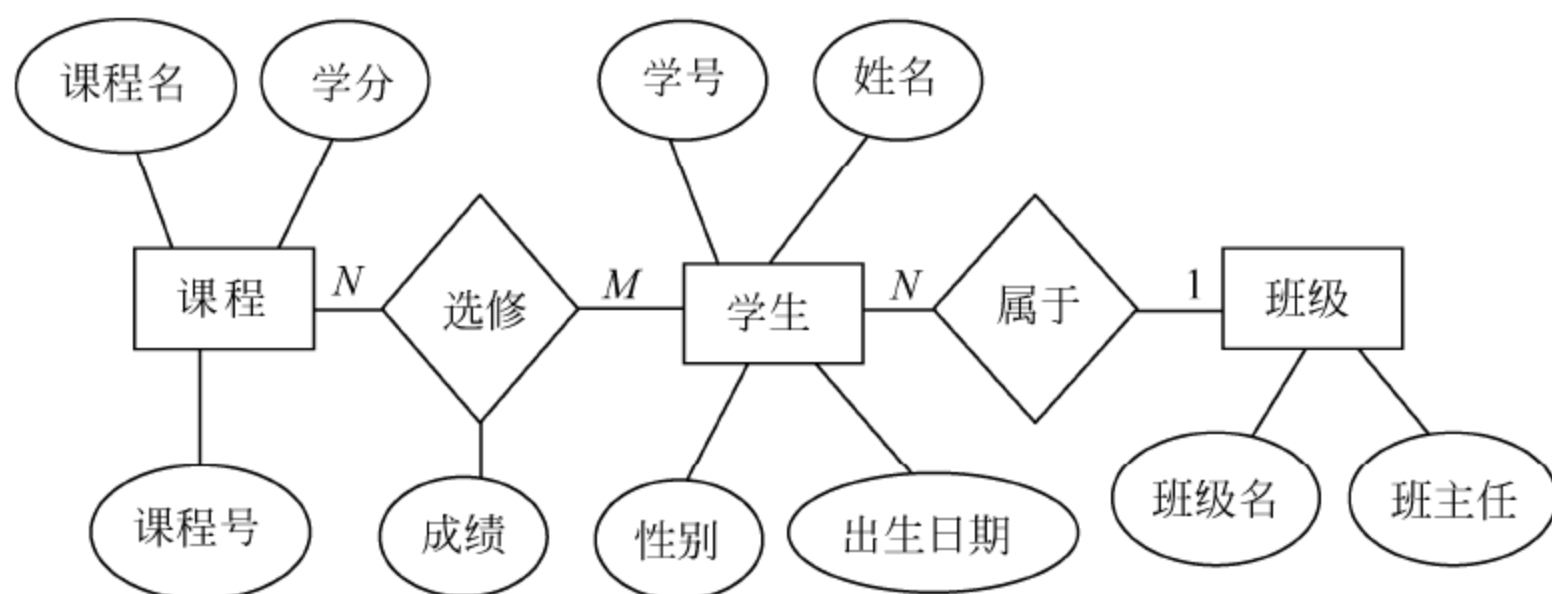 课程名
学分
学号
姓名
课程
N
选修
M
学生
N
属于
1
班级
课程号
成绩
性别
出生日期
班级名
班主任